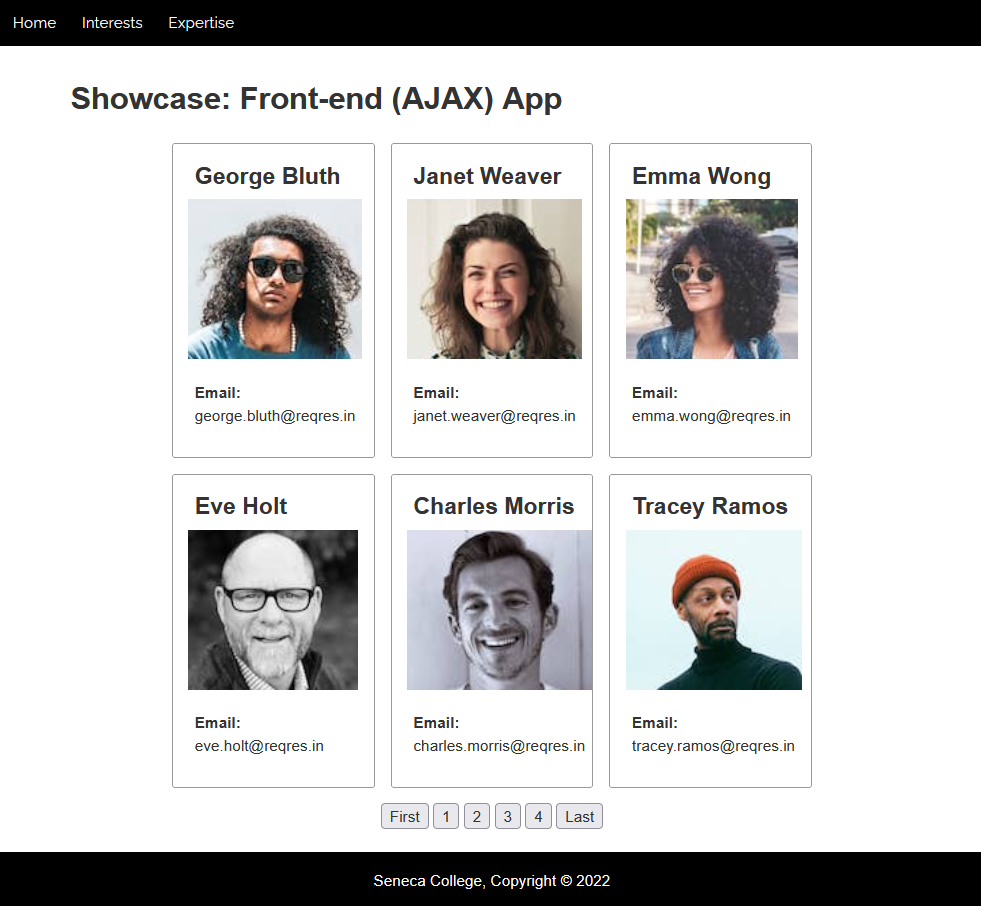 Home Interests Expertise
Showcase: Front-end (AJAX) App
George Bluth
Janet Weaver
Emma Wong
Email:
george.bluth@reqres.in
Email:
janet.weaver@reqres.in
Email:
emma.wong@reqres.in
Eve Holt
Charles Morris
Tracey Ramos
Email:
eve.holt@reqres.in
Email:
charles.morris@reqres.in
Email:
tracey.ramos@reqres.in
First 1 2 3 4 Last
Seneca College, Copyright © 2022